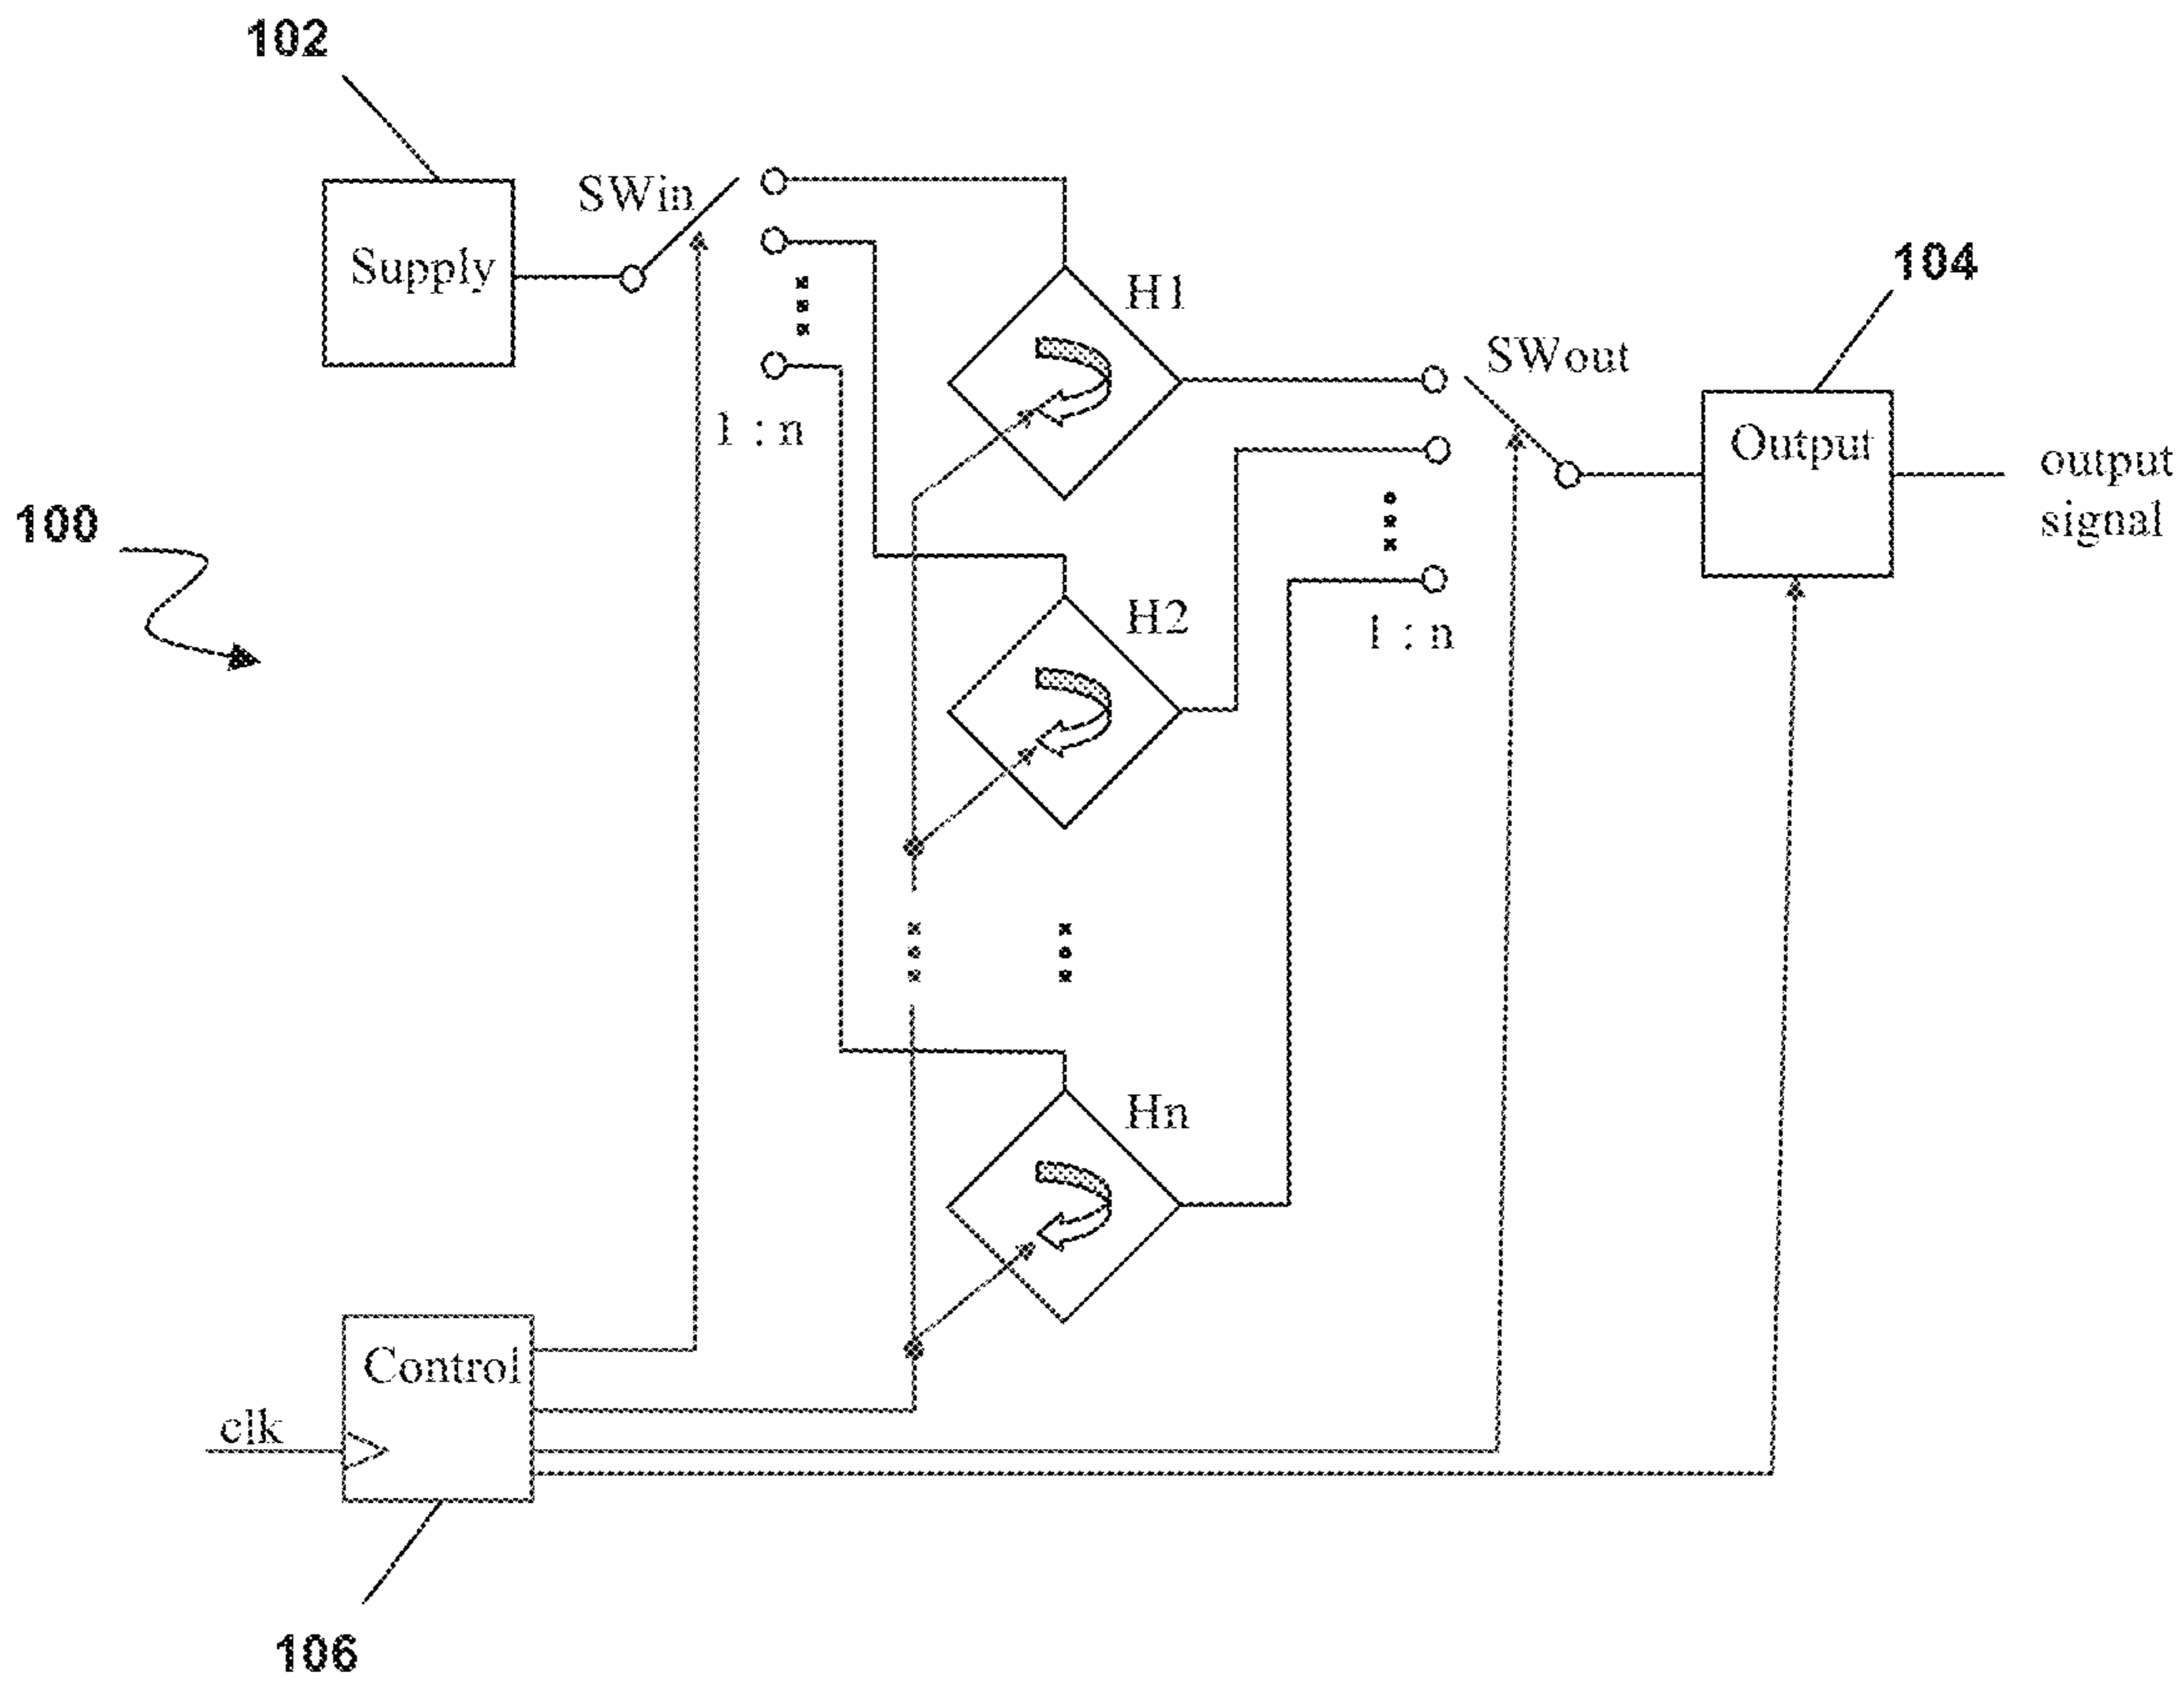 102
SWin
Supply
104
H1
SWout
1 : n
Output
output
signal
100
H2
1 : n
Hn
Control
clk
106